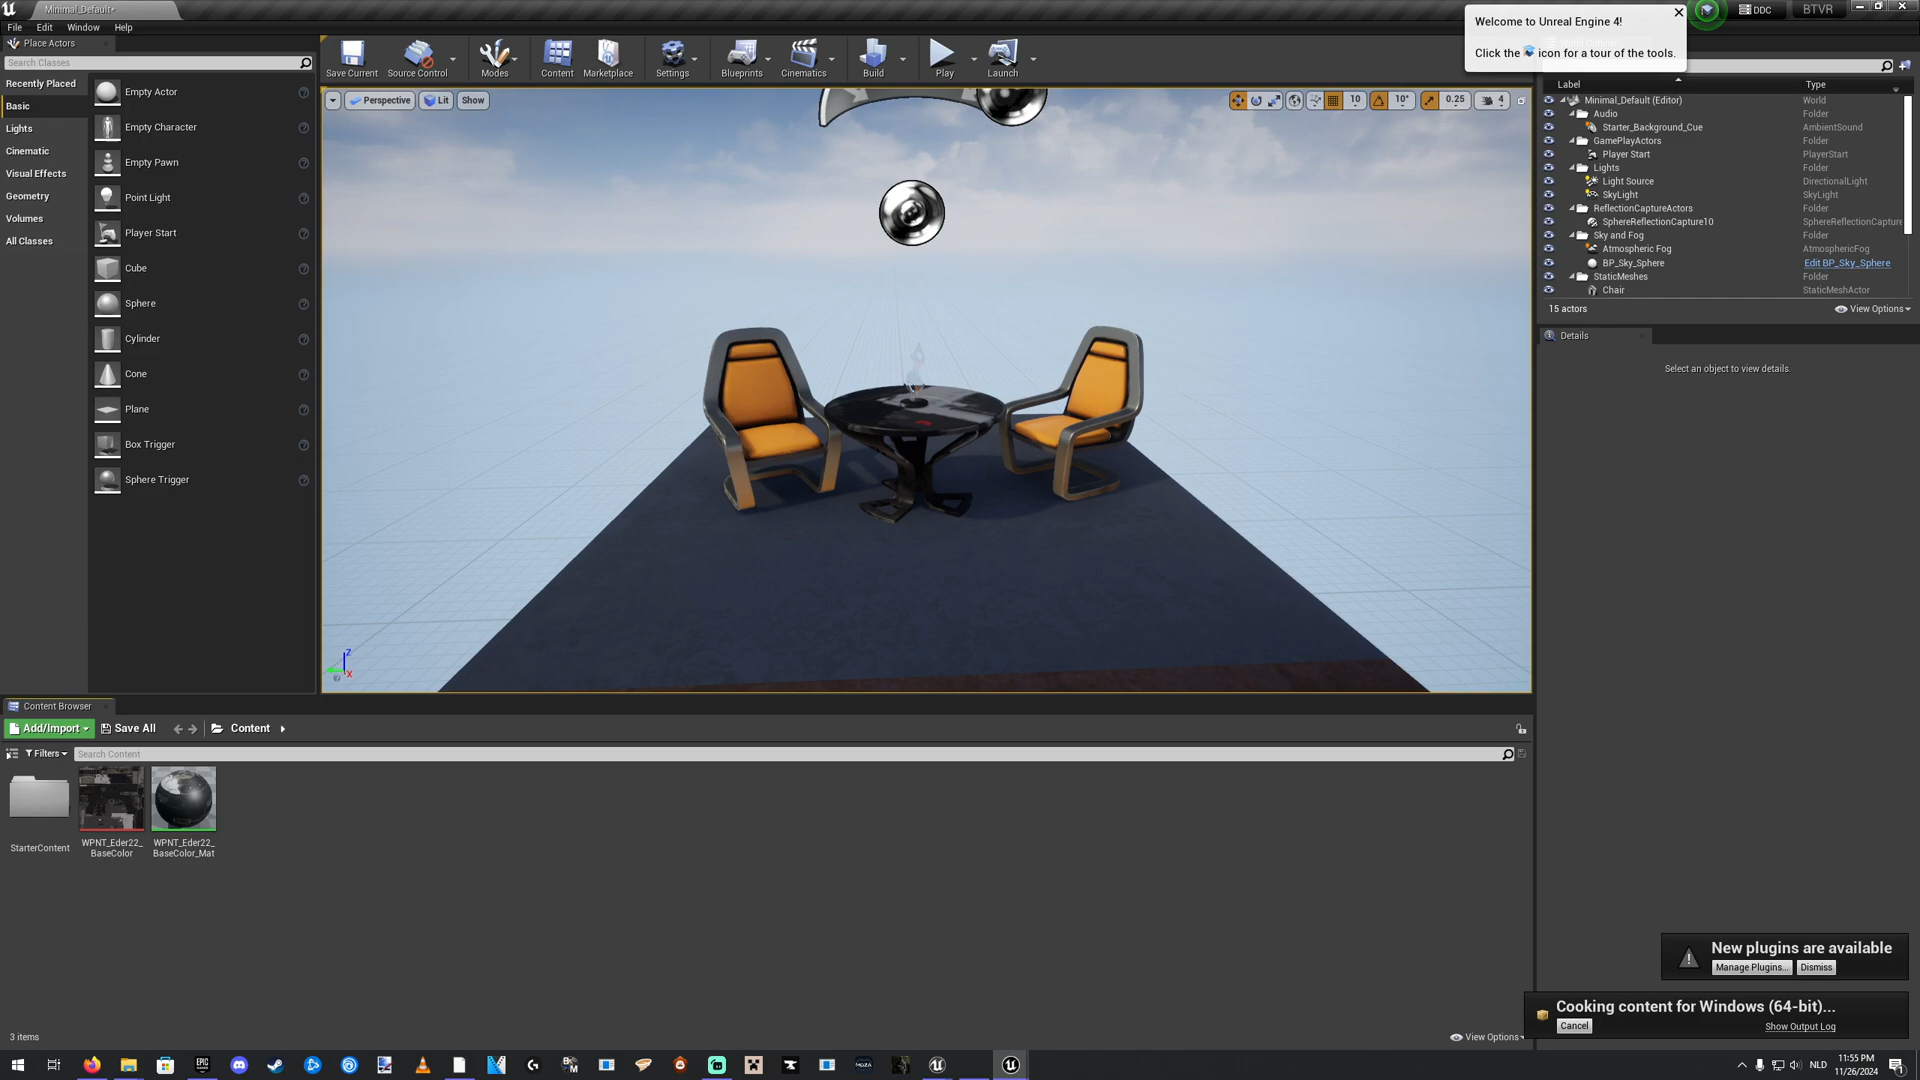 Minimal_Default*
DDC
BTVR
File
Edit
Window
Help
Place Actors
Search Classes
Recently Placed
Basic
Lights
Cinematic
Visual Effects
Geometry
Volumes
All Classes
Empty Actor
Empty Character
Empty Pawn
Point Light
Player Start
Cube
Sphere
Cylinder
Cone
Plane
Box Trigger
Sphere Trigger
Save Current
Source Control
Modes
Content
Marketplace
Settings
Blueprints
Cinematics
Build
Play
Launch
Perspective
Lit
Show
10
10°
0.25
4
Z
X
Welcome to Unreal Engine 4!
Click the icon for a tour of the tools.
Label
Type
Minimal_Default (Editor)
World
Audio
Folder
Starter_Background_Cue
AmbientSound
GamePlayActors
Folder
Player Start
PlayerStart
Lights
Folder
Light Source
DirectionalLight
SkyLight
SkyLight
ReflectionCaptureActors
Folder
SphereReflectionCapture10
SphereReflectionCapture
Sky and Fog
Folder
Atmospheric Fog
AtmosphericFog
BP_Sky_Sphere
Edit BP_Sky_Sphere
StaticMeshes
Folder
Chair
StaticMeshActor
15 actors
View Options
Details
Select an object to view details.
Content Browser
Add/Import
Save All
Content
Filters
Search Content
StarterContent
WPNT_Eder22_
BaseColor
WPNT_Eder22_
BaseColor_Mat
3 items
View Options
New plugins are available
Manage Plugins...
Dismiss
Cooking content for Windows (64-bit)...
Cancel
Show Output Log
EPIC
GAMES
MOZA
NLD
11:55 PM
11/26/2024